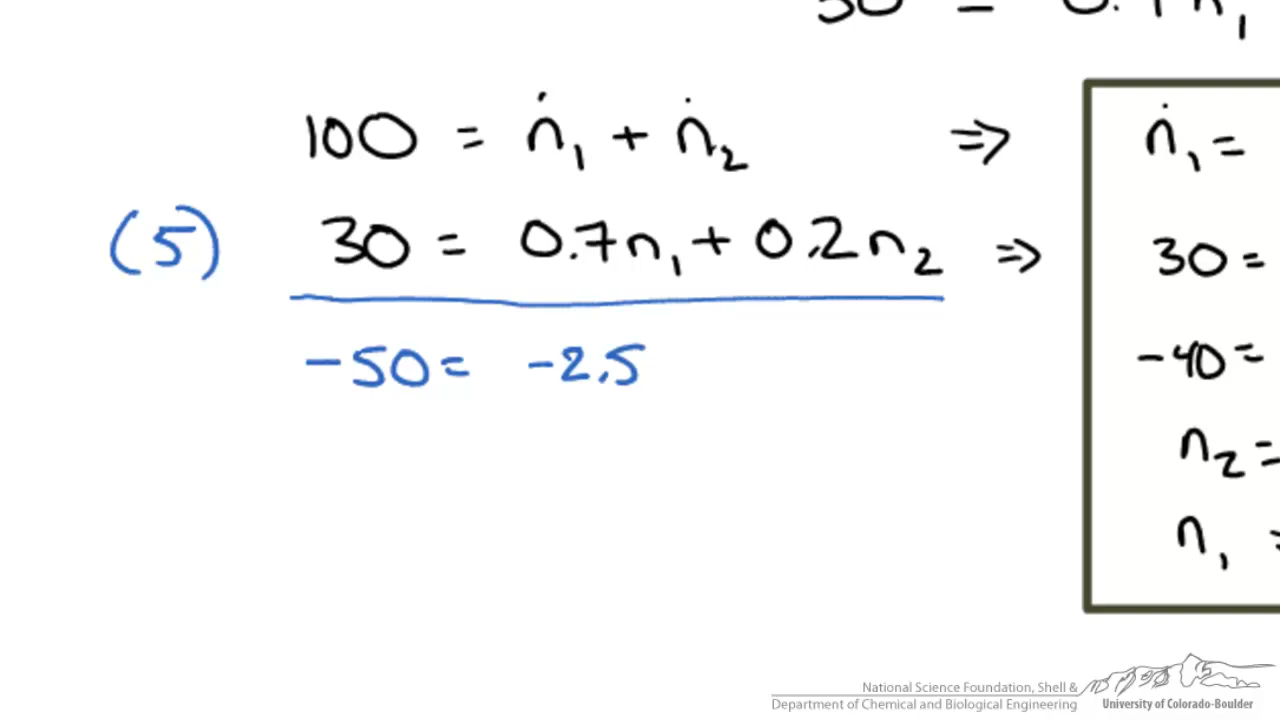 100 = ṅ₁ + ṅ₂ ⇒
(5) 30 = 0.7n₁ + 0.2n₂ ⇒
-50 = -2.5
ṅ₁ =
30 =
-40 =
n₂ =
n₁ =
National Science Foundation, Shell &
Department of Chemical and Biological Engineering
University of Colorado-Boulder